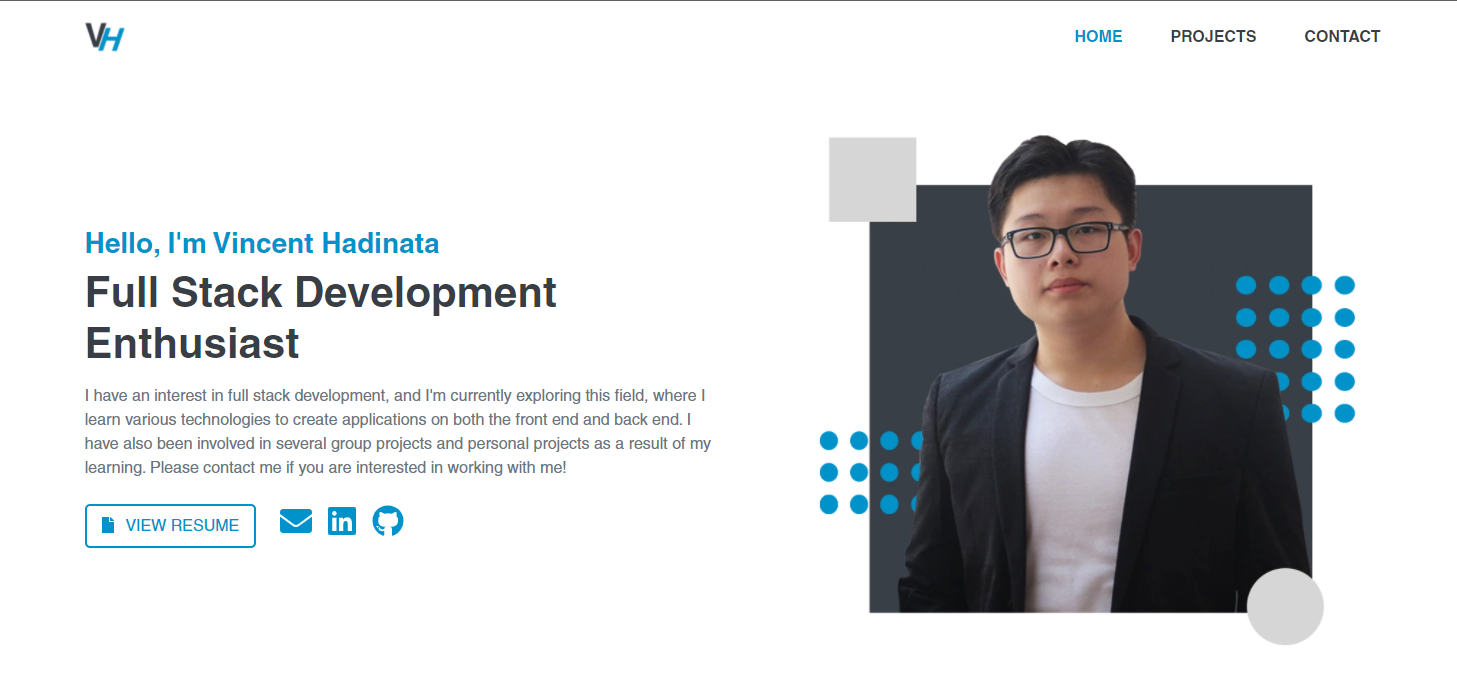 VH
HOME PROJECTS CONTACT
Hello, I'm Vincent Hadinata
Full Stack Development
Enthusiast
I have an interest in full stack development, and I'm currently exploring this field, where I
learn various technologies to create applications on both the front end and back end. I
have also been involved in several group projects and personal projects as a result of my
learning. Please contact me if you are interested in working with me!
VIEW RESUME
in